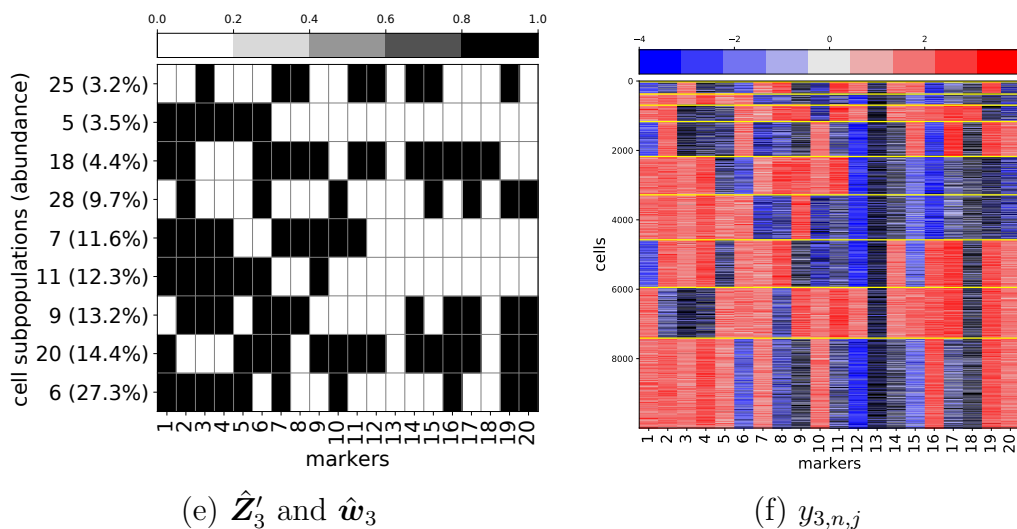 0.0 0.2 0.4 0.6 0.8 1.0
cell subpopulations (abundance)
25 (3.2%)
5 (3.5%)
18 (4.4%)
28 (9.7%)
7 (11.6%)
11 (12.3%)
9 (13.2%)
20 (14.4%)
6 (27.3%)
1 2 3 4 5 6 7 8 9 10 11 12 13 14 15 16 17 18 19 20
markers
(e) $\hat{Z}'_3$ and $\hat{w}_3$
−4 −2 0 2
cells
0
2000
4000
6000
8000
1 2 3 4 5 6 7 8 9 10 11 12 13 14 15 16 17 18 19 20
markers
(f) $y_{3,n,j}$